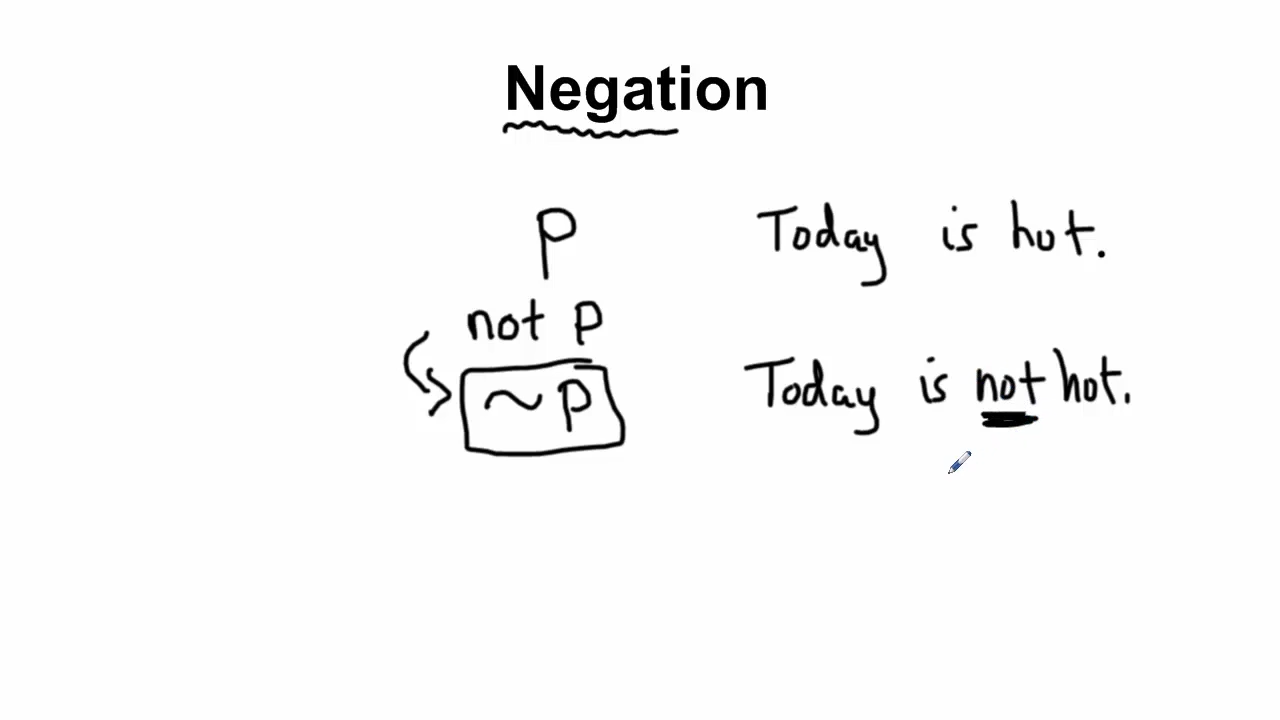 Negation
p Today is hot.
not p
~p Today is not hot.